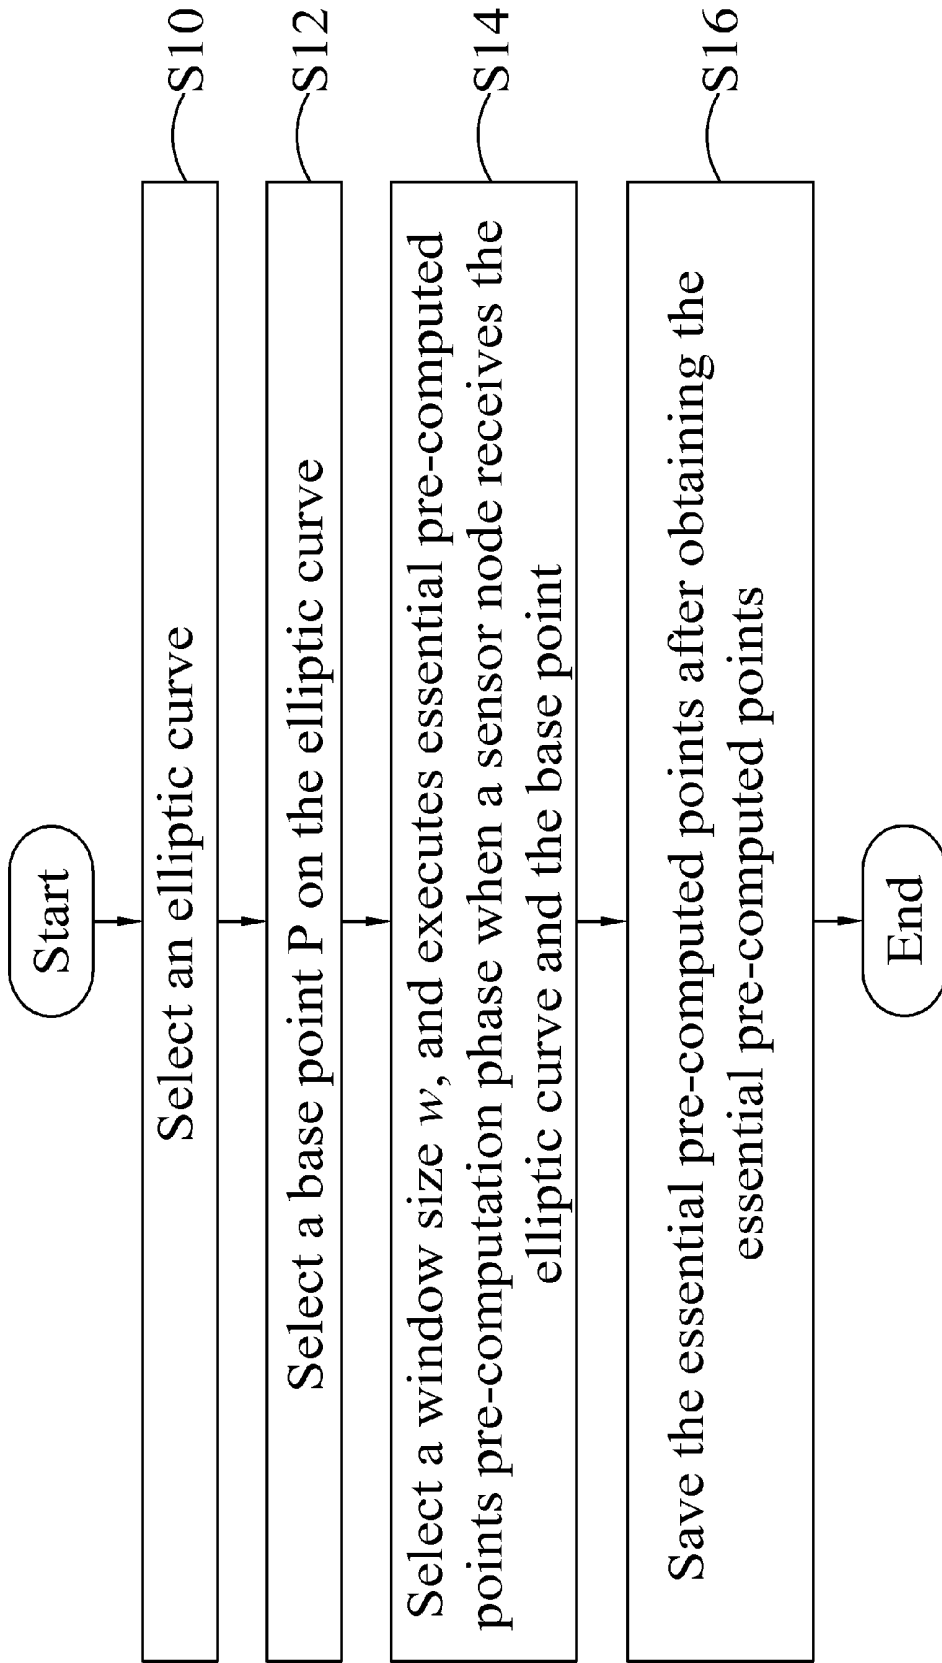 Start
Select an elliptic curve
S10
Select a base point P on the elliptic curve
S12
Select a window size w, and executes essential pre-computed
points pre-computation phase when a sensor node receives the
elliptic curve and the base point
S14
Save the essential pre-computed points after obtaining the
essential pre-computed points
S16
End